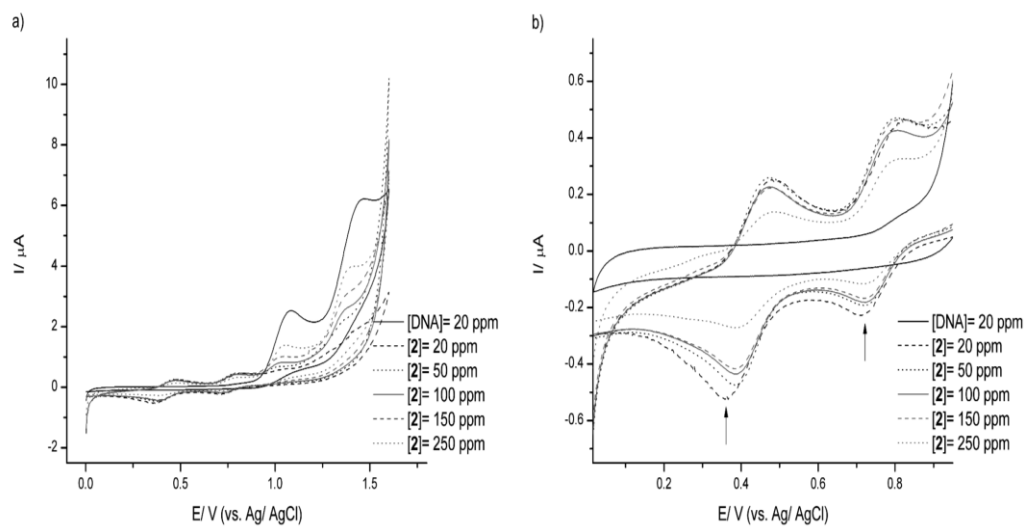 a)
10
8
6
4
2
0
-2
I/ µA
0.0 0.5 1.0 1.5
E/ V (vs. Ag/ AgCl)
[DNA]= 20 ppm
[2]= 20 ppm
[2]= 50 ppm
[2]= 100 ppm
[2]= 150 ppm
[2]= 250 ppm
b)
0.6
0.4
0.2
0.0
-0.2
-0.4
-0.6
I/ µA
0.2 0.4 0.6 0.8
E/ V (vs. Ag/ AgCl)
[DNA]= 20 ppm
[2]= 20 ppm
[2]= 50 ppm
[2]= 100 ppm
[2]= 150 ppm
[2]= 250 ppm